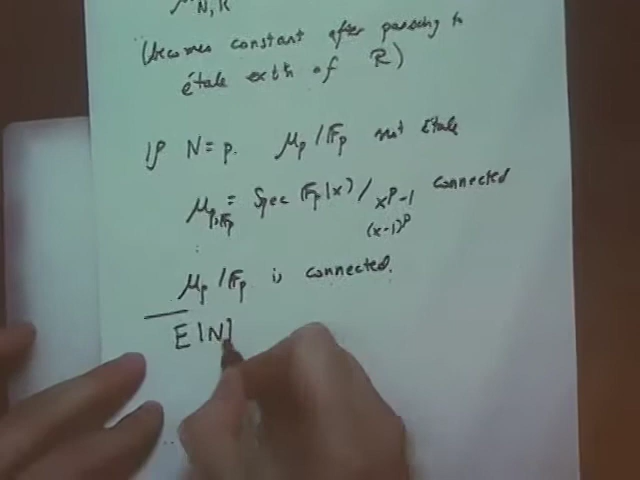 μ_{N,R}
(becomes constant after passing to
étale extn of R)
If N = p. μ_p/𝔽_p not étale
μ_{p,𝔽_p} = Spec 𝔽_p[x] / x^p - 1 connected
(x-1)^p
μ_p/𝔽_p is connected.
E[N]